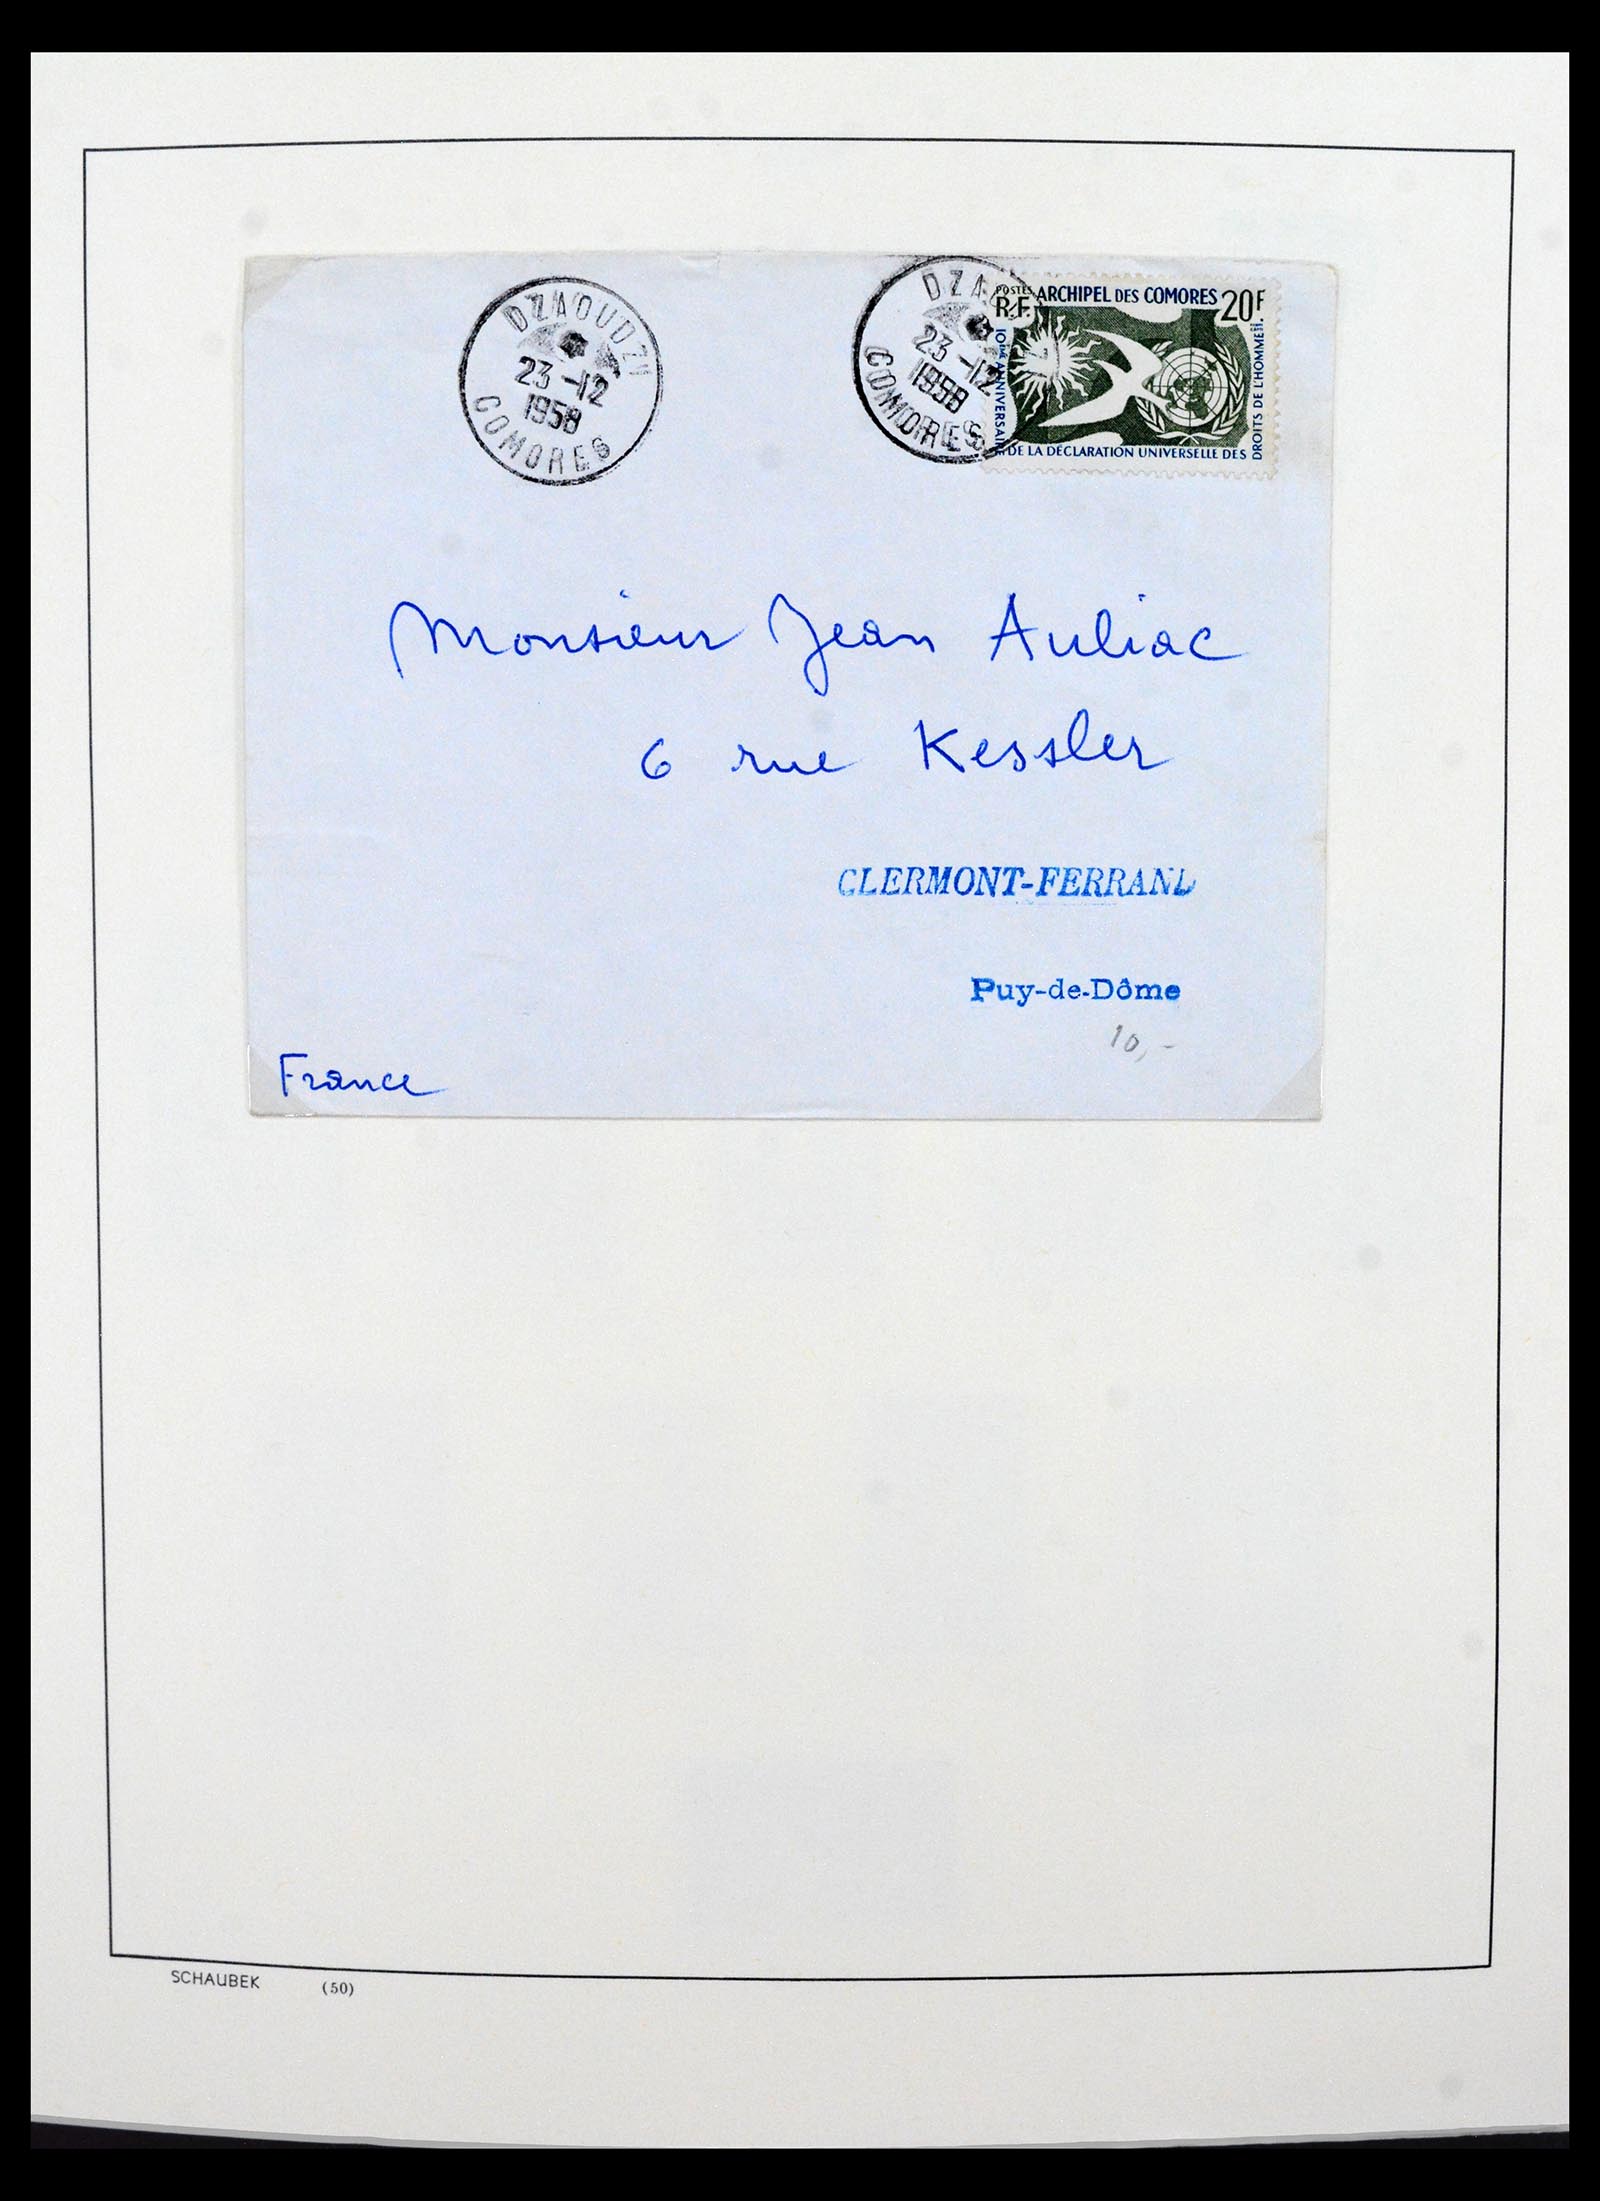 DZAOUDZI
23-12
1958
COMORES
DZA
23-12
1958
COMORES
POSTES
R.F.
ARCHIPEL DES COMORES 20F
10ÈME ANNIVERSAIRE DE LA DÉCLARATION UNIVERSELLE DES DROITS DE L'HOMME
Monsieur Jean Auliac
6 rue Kessler
CLERMONT-FERRAND
Puy-de-Dôme
10,-
France
SCHAUBEK (50)